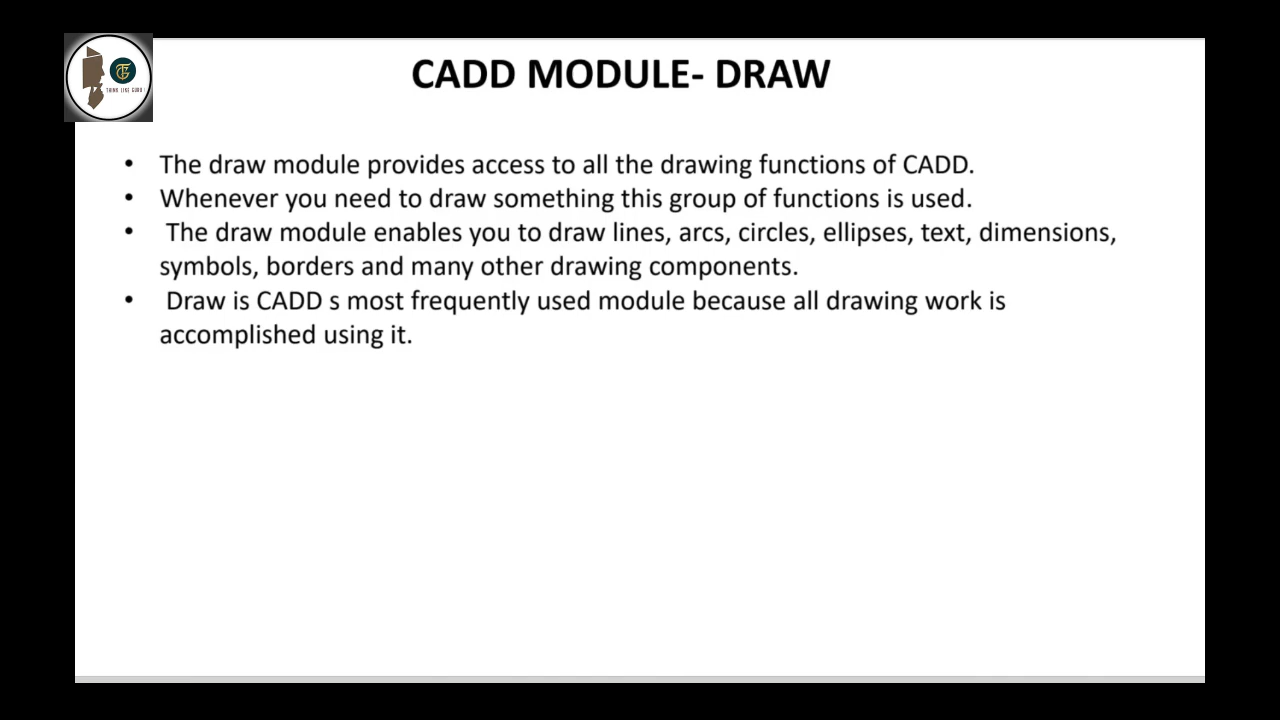 THINK LIKE GURU
CADD MODULE- DRAW
• The draw module provides access to all the drawing functions of CADD.
• Whenever you need to draw something this group of functions is used.
• The draw module enables you to draw lines, arcs, circles, ellipses, text, dimensions,
symbols, borders and many other drawing components.
• Draw is CADD s most frequently used module because all drawing work is
accomplished using it.